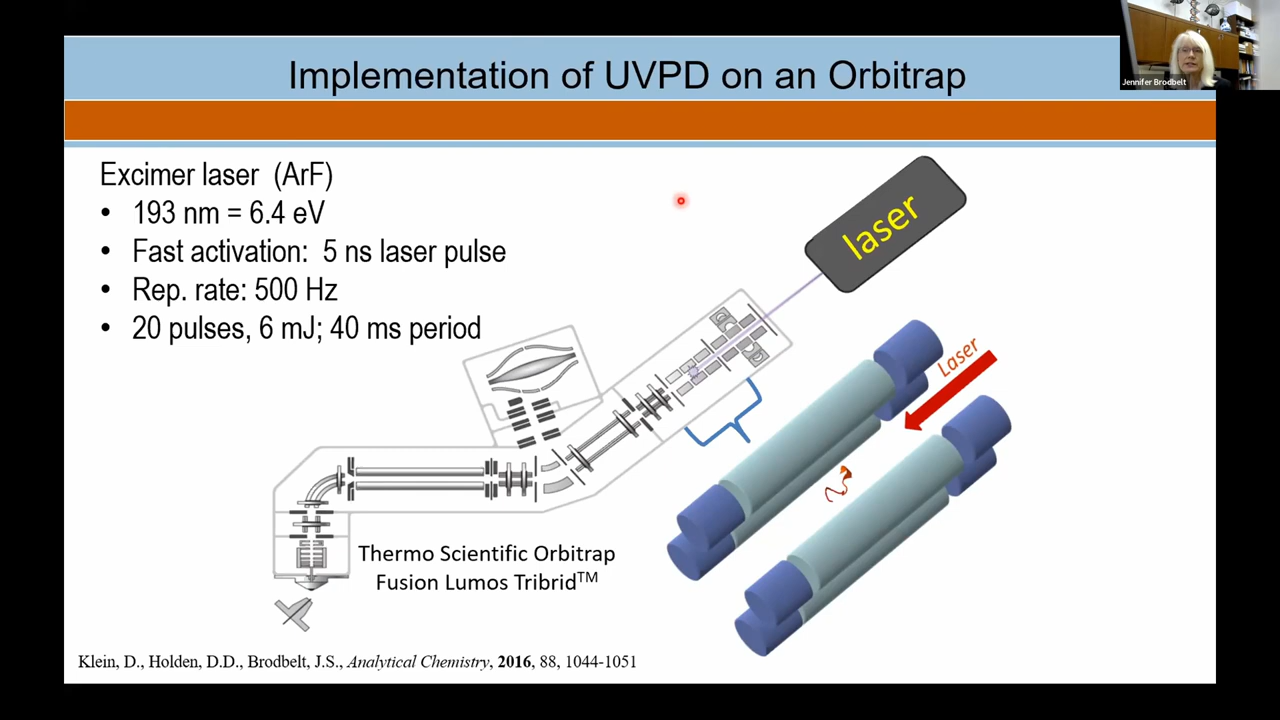 Implementation of UVPD on an Orbitrap
Jennifer Brodbelt
Excimer laser (ArF)
• 193 nm = 6.4 eV
• Fast activation: 5 ns laser pulse
• Rep. rate: 500 Hz
• 20 pulses, 6 mJ; 40 ms period
laser
Laser
Thermo Scientific Orbitrap
Fusion Lumos Tribrid™
Klein, D., Holden, D.D., Brodbelt, J.S., Analytical Chemistry, 2016, 88, 1044-1051